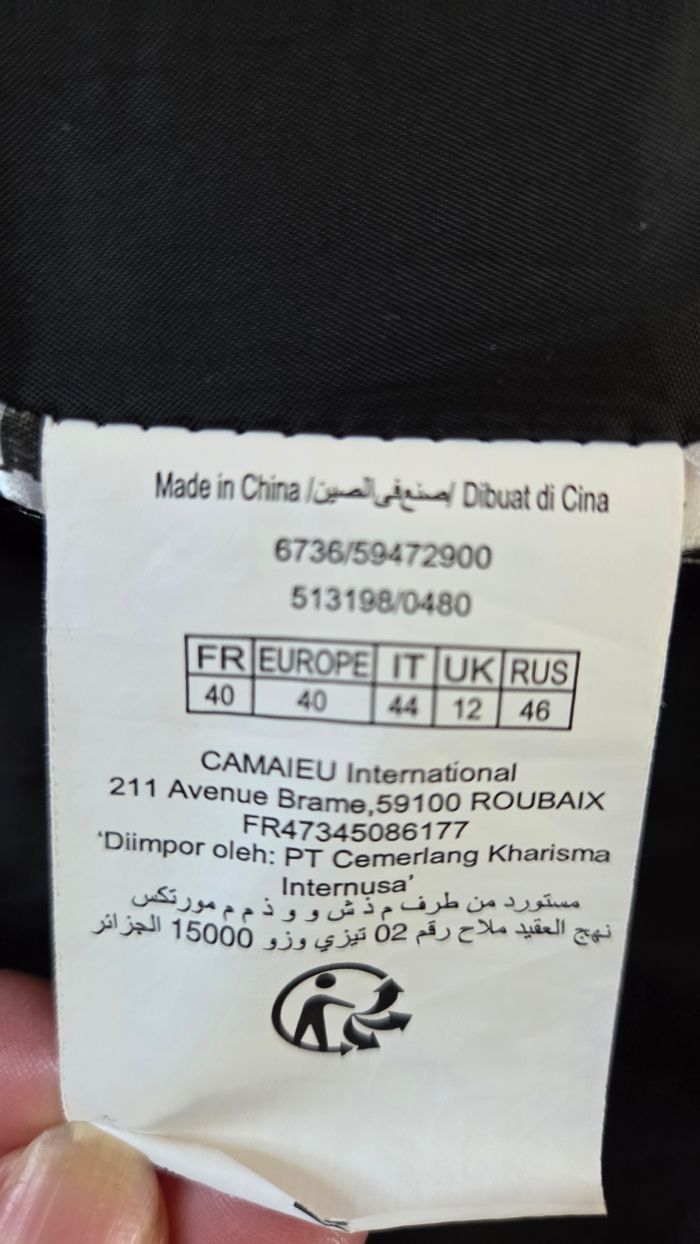 Made in China /صنع في الصين/ Dibuat di Cina
6736/59472900
513198/0480
FR EUROPE IT UK RUS
40 40 44 12 46
CAMAIEU International
211 Avenue Brame,59100 ROUBAIX
FR47345086177
‘Diimpor oleh: PT Cemerlang Kharisma
Internusa’
مستورد من طرف م ذ ش و و ذ م م مورتكس
نهج العقيد ملاح رقم 02 تيزي وزو 15000 الجزائر